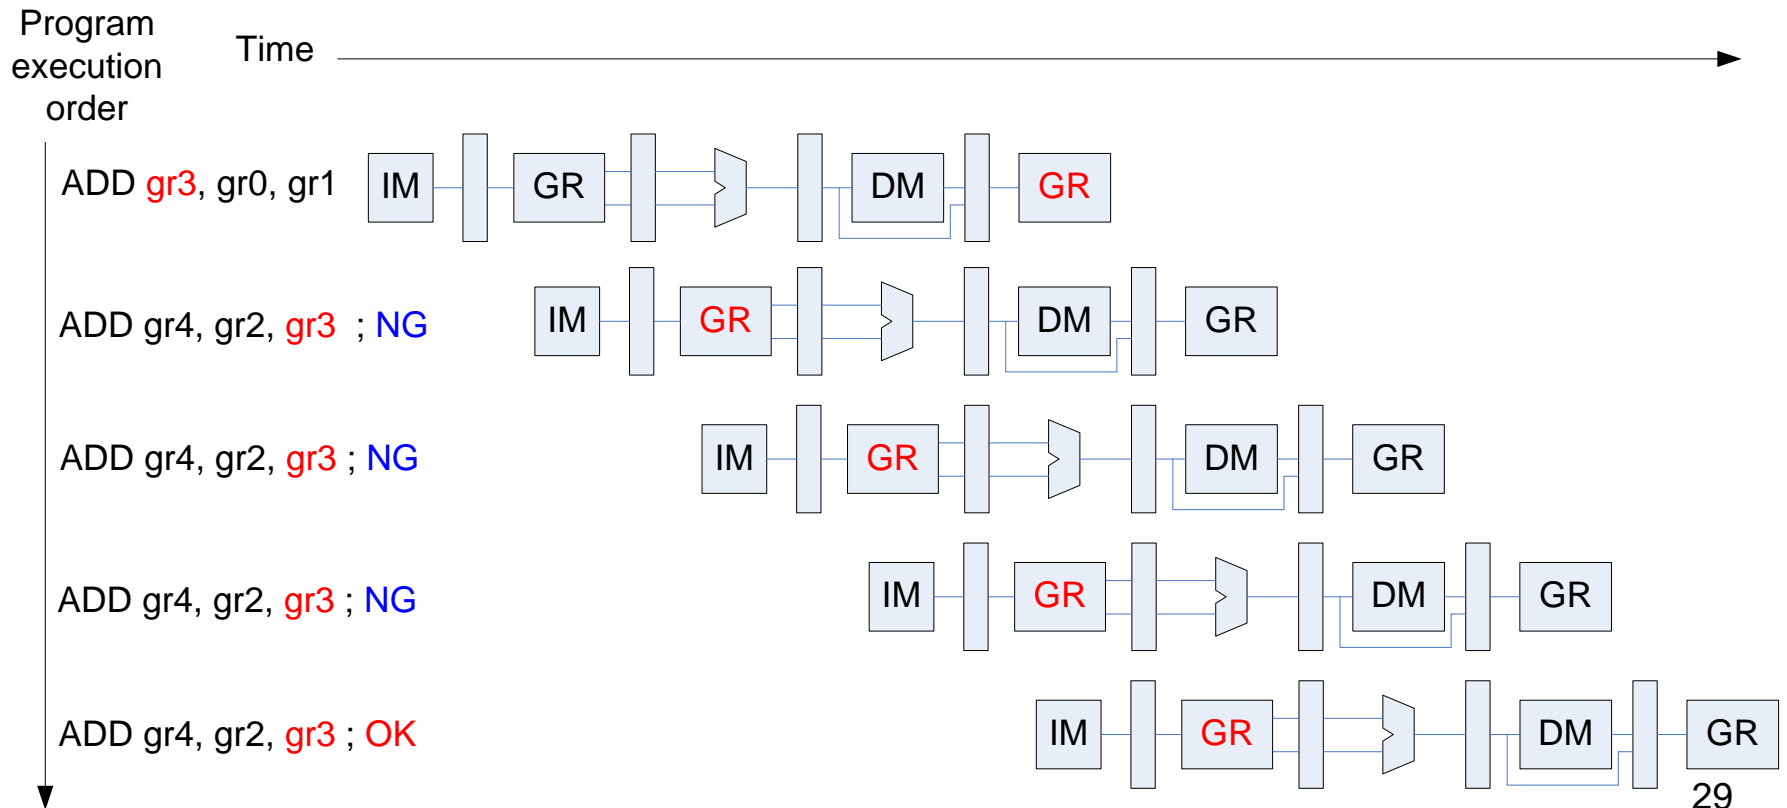 Program
execution
order
Time
ADD gr3, gr0, gr1 IM GR DM GR
ADD gr4, gr2, gr3 ; NG IM GR DM GR
ADD gr4, gr2, gr3 ; NG IM GR DM GR
ADD gr4, gr2, gr3 ; NG IM GR DM GR
ADD gr4, gr2, gr3 ; OK IM GR DM GR
29